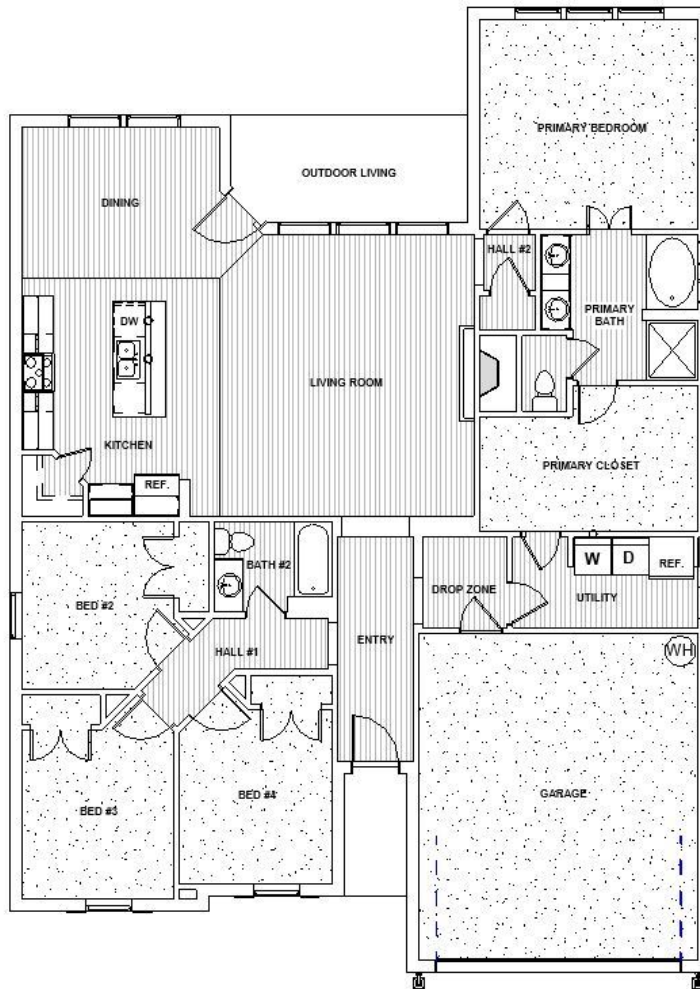 PRIMARY BEDROOM
OUTDOOR LIVING
DINING
HALL #2
PRIMARY
BATH
DW
LIVING ROOM
KITCHEN
PRIMARY CLOSET
REF.
W
D
REF.
BATH #2
DROP ZONE
UTILITY
BED #2
HALL #1
ENTRY
WH
BED #3
BED #4
GARAGE